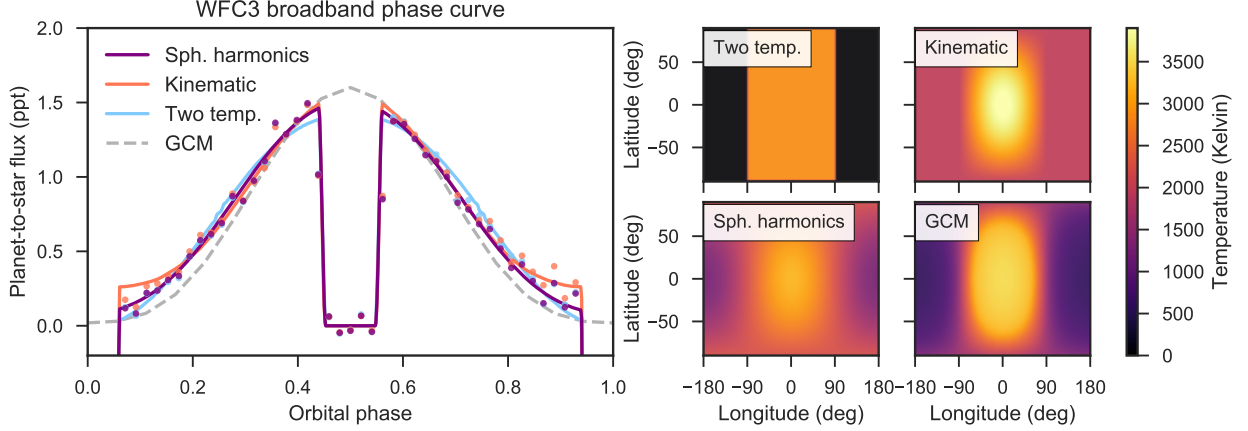 WFC3 broadband phase curve
Planet-to-star flux (ppt)
2.0
1.5
1.0
0.5
0.0
Sph. harmonics
Kinematic
Two temp.
GCM
0.0 0.2 0.4 0.6 0.8 1.0
Orbital phase
Two temp.
Kinematic
Latitude (deg)
50
0
−50
Sph. harmonics
GCM
Latitude (deg)
50
0
−50
−180 −90 0 90 180
−180 −90 0 90 180
Longitude (deg)
Longitude (deg)
3500
3000
2500
2000
1500
1000
500
0
Temperature (Kelvin)